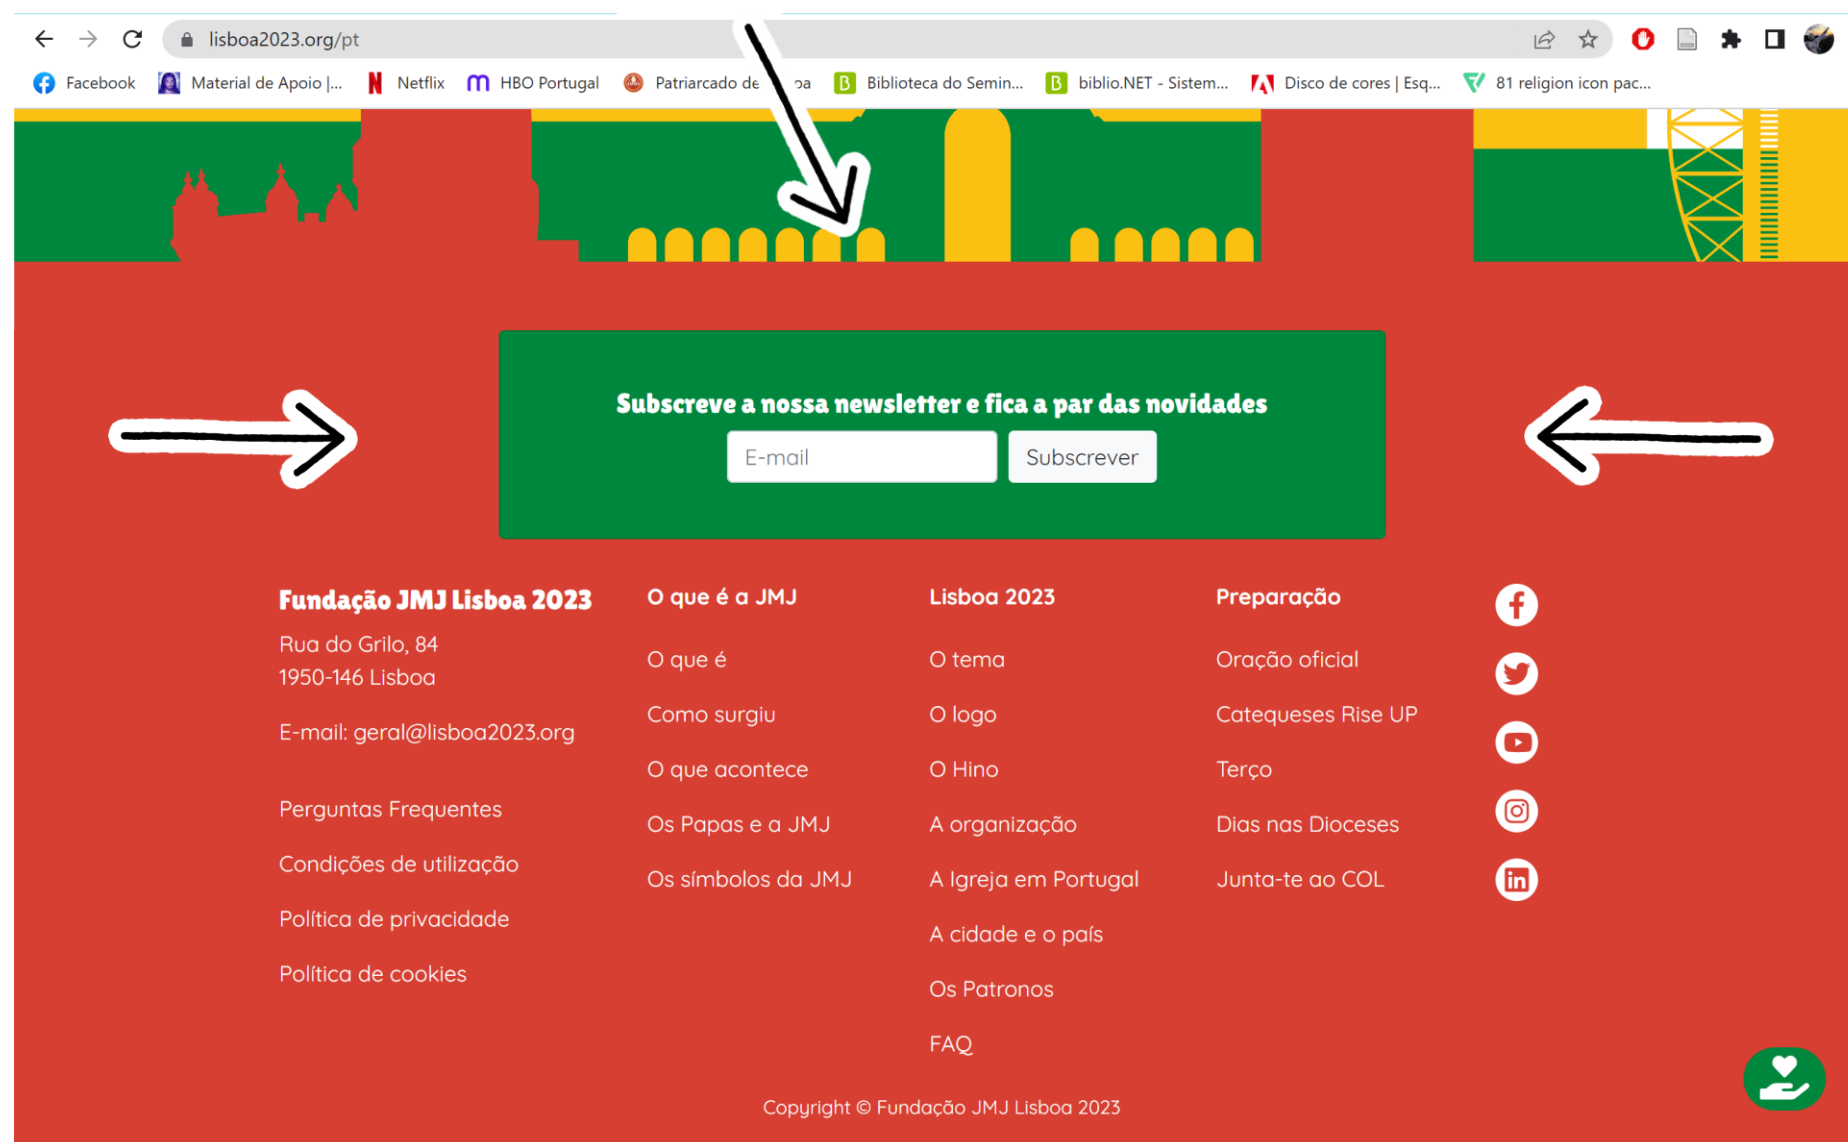 lisboa2023.org/pt
Facebook
Material de Apoio |...
Netflix
HBO Portugal
Patriarcado de
oa
Biblioteca do Semin...
biblio.NET - Sistem...
Disco de cores | Esq...
81 religion icon pac...
Subscreve a nossa newsletter e fica a par das novidades
E-mail
Subscrever
Fundação JMJ Lisboa 2023
Rua do Grilo, 84
1950-146 Lisboa
E-mail: geral@lisboa2023.org
Perguntas Frequentes
Condições de utilização
Política de privacidade
Política de cookies
O que é a JMJ
O que é
Como surgiu
O que acontece
Os Papas e a JMJ
Os símbolos da JMJ
Lisboa 2023
O tema
O logo
O Hino
A organização
A Igreja em Portugal
A cidade e o país
Os Patronos
FAQ
Preparação
Oração oficial
Catequeses Rise UP
Terço
Dias nas Dioceses
Junta-te ao COL
Copyright © Fundação JMJ Lisboa 2023